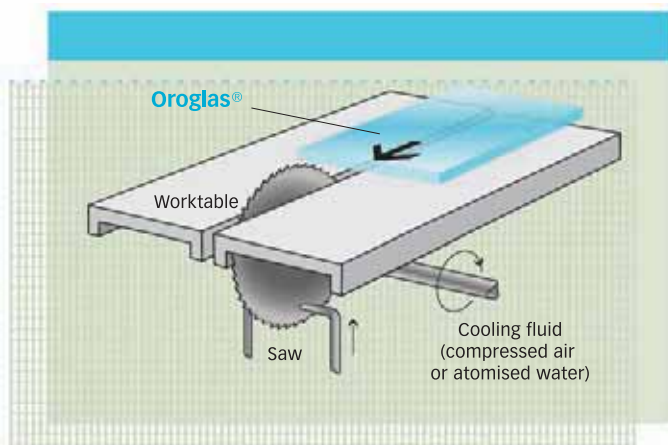 Oroglas®
Worktable
Saw
Cooling fluid
(compressed air
or atomised water)